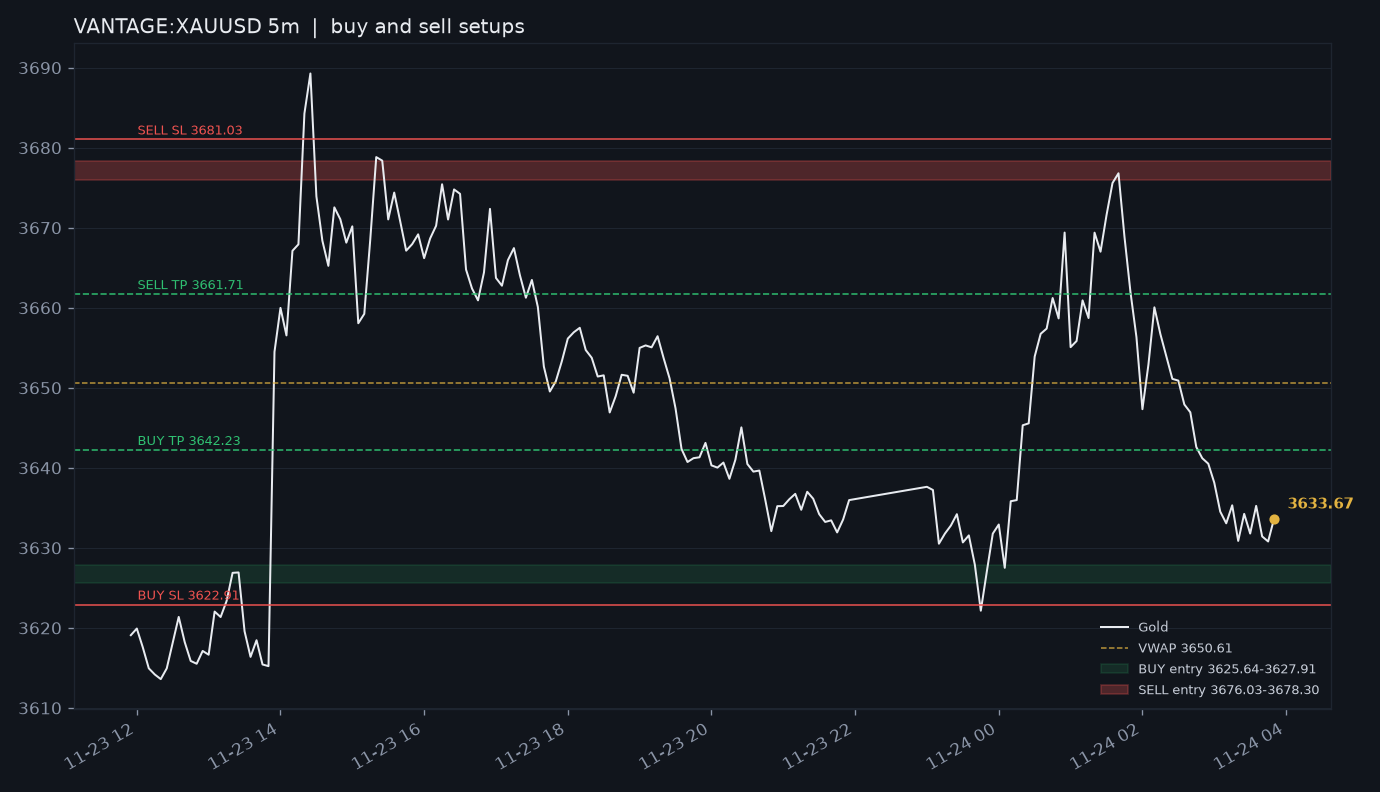 VANTAGE:XAUUSD 5m | buy and sell setups
3690
3680
3670
3660
3650
3640
3630
3620
3610
SELL SL 3681.03
SELL TP 3661.71
BUY TP 3642.23
BUY SL 3622.91
3633.67
Gold
VWAP 3650.61
BUY entry 3625.64-3627.91
SELL entry 3676.03-3678.30
11-23 12
11-23 14
11-23 16
11-23 18
11-23 20
11-23 22
11-24 00
11-24 02
11-24 04